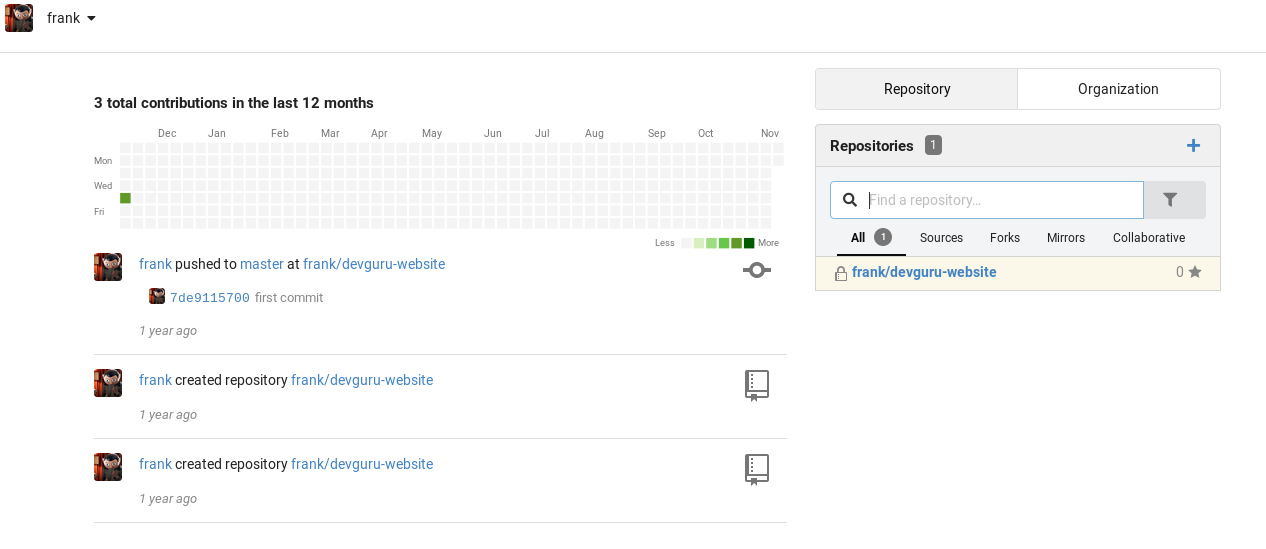 frank
3 total contributions in the last 12 months
Dec Jan Feb Mar Apr May Jun Jul Aug Sep Oct Nov
Mon
Wed
Fri
Less More
frank pushed to master at frank/devguru-website
7de9115700 first commit
1 year ago
frank created repository frank/devguru-website
1 year ago
frank created repository frank/devguru-website
1 year ago
Repository Organization
Repositories 1
Find a repository...
All 1 Sources Forks Mirrors Collaborative
frank/devguru-website 0